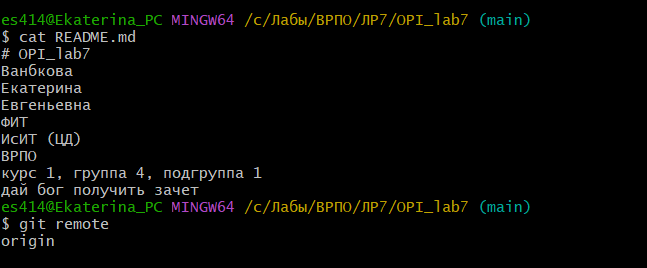 es414@Ekaterina_PC MINGW64 /c/Лабы/ВРПО/ЛР7/OPI_lab7 (main)
$ cat README.md
# OPI_lab7
Ванбкова
Екатерина
Евгеньевна
ФИТ
ИсИТ (ЦД)
ВРПО
курс 1, группа 4, подгруппа 1
дай бог получить зачет
es414@Ekaterina_PC MINGW64 /c/Лабы/ВРПО/ЛР7/OPI_lab7 (main)
$ git remote
origin